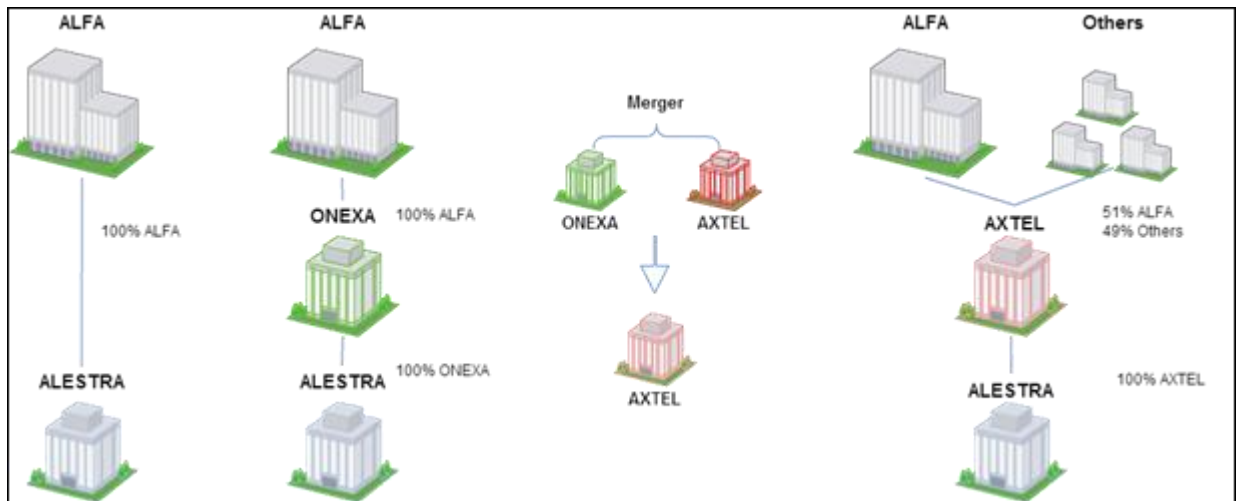 ALFA
100% ALFA
ALESTRA
ALFA
ONEXA
100% ALFA
100% ONEXA
ALESTRA
Merger
ONEXA
AXTEL
AXTEL
ALFA
Others
51% ALFA
49% Others
AXTEL
100% AXTEL
ALESTRA